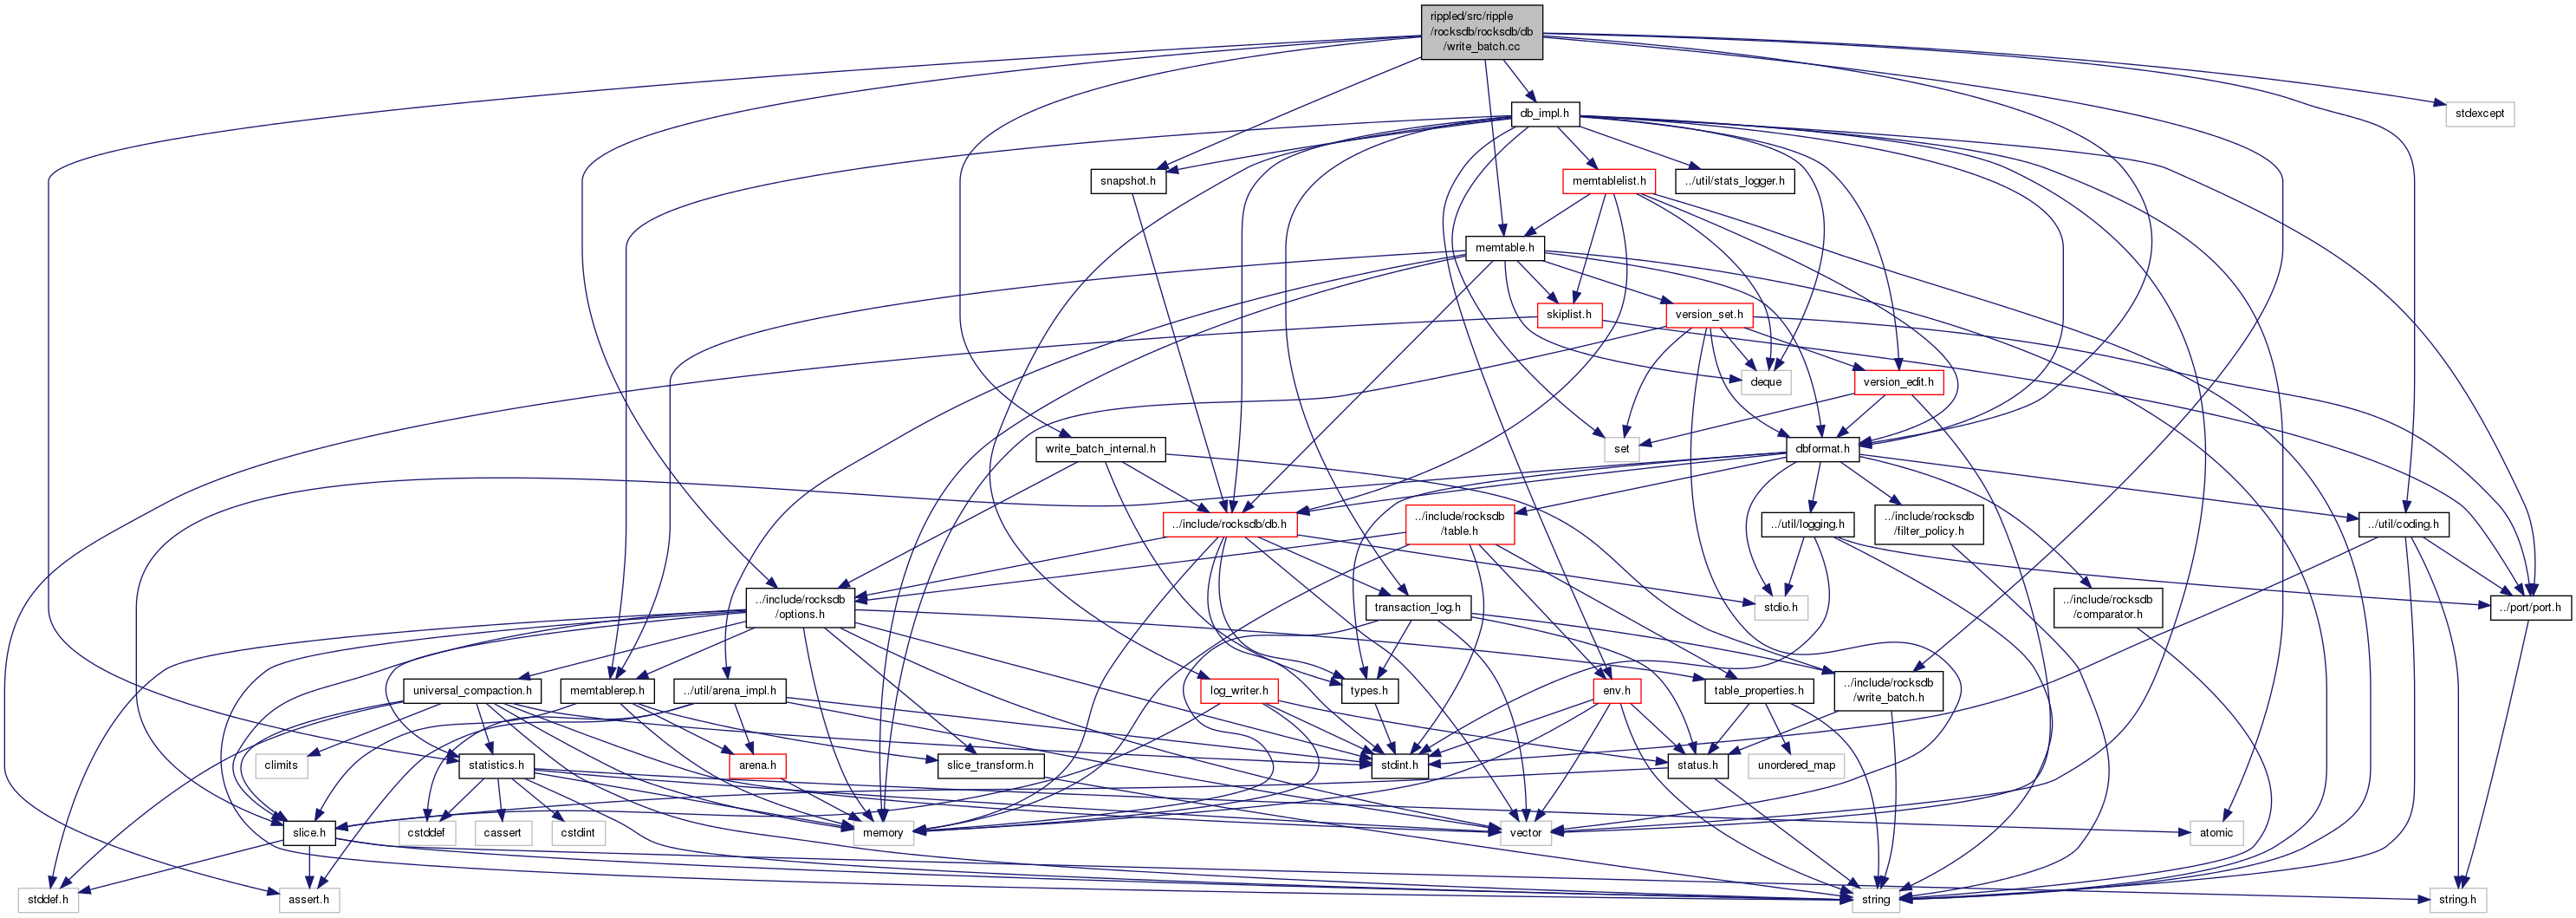 rippled/src/ripple
/rocksdb/rocksdb/db
/write_batch.cc
db_impl.h
stdexcept
snapshot.h
memtablelist.h
../util/stats_logger.h
memtable.h
skiplist.h
version_set.h
deque
version_edit.h
write_batch_internal.h
set
dbformat.h
../include/rocksdb/db.h
../include/rocksdb
/table.h
../util/logging.h
../include/rocksdb
/filter_policy.h
../util/coding.h
../include/rocksdb
/options.h
transaction_log.h
stdio.h
../include/rocksdb
/comparator.h
../port/port.h
universal_compaction.h
memtablerep.h
../util/arena_impl.h
log_writer.h
types.h
env.h
table_properties.h
../include/rocksdb
/write_batch.h
climits
statistics.h
arena.h
slice_transform.h
stdint.h
status.h
unordered_map
slice.h
cstddef
cassert
cstdint
memory
vector
atomic
stddef.h
assert.h
string
string.h